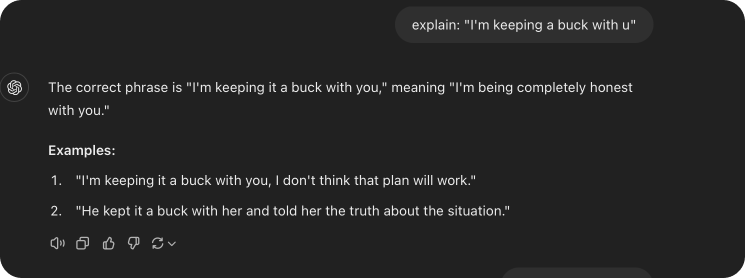 explain: "I'm keeping a buck with u"
The correct phrase is "I'm keeping it a buck with you," meaning "I'm being completely honest
with you."
Examples:
1. "I'm keeping it a buck with you, I don't think that plan will work."
2. "He kept it a buck with her and told her the truth about the situation."